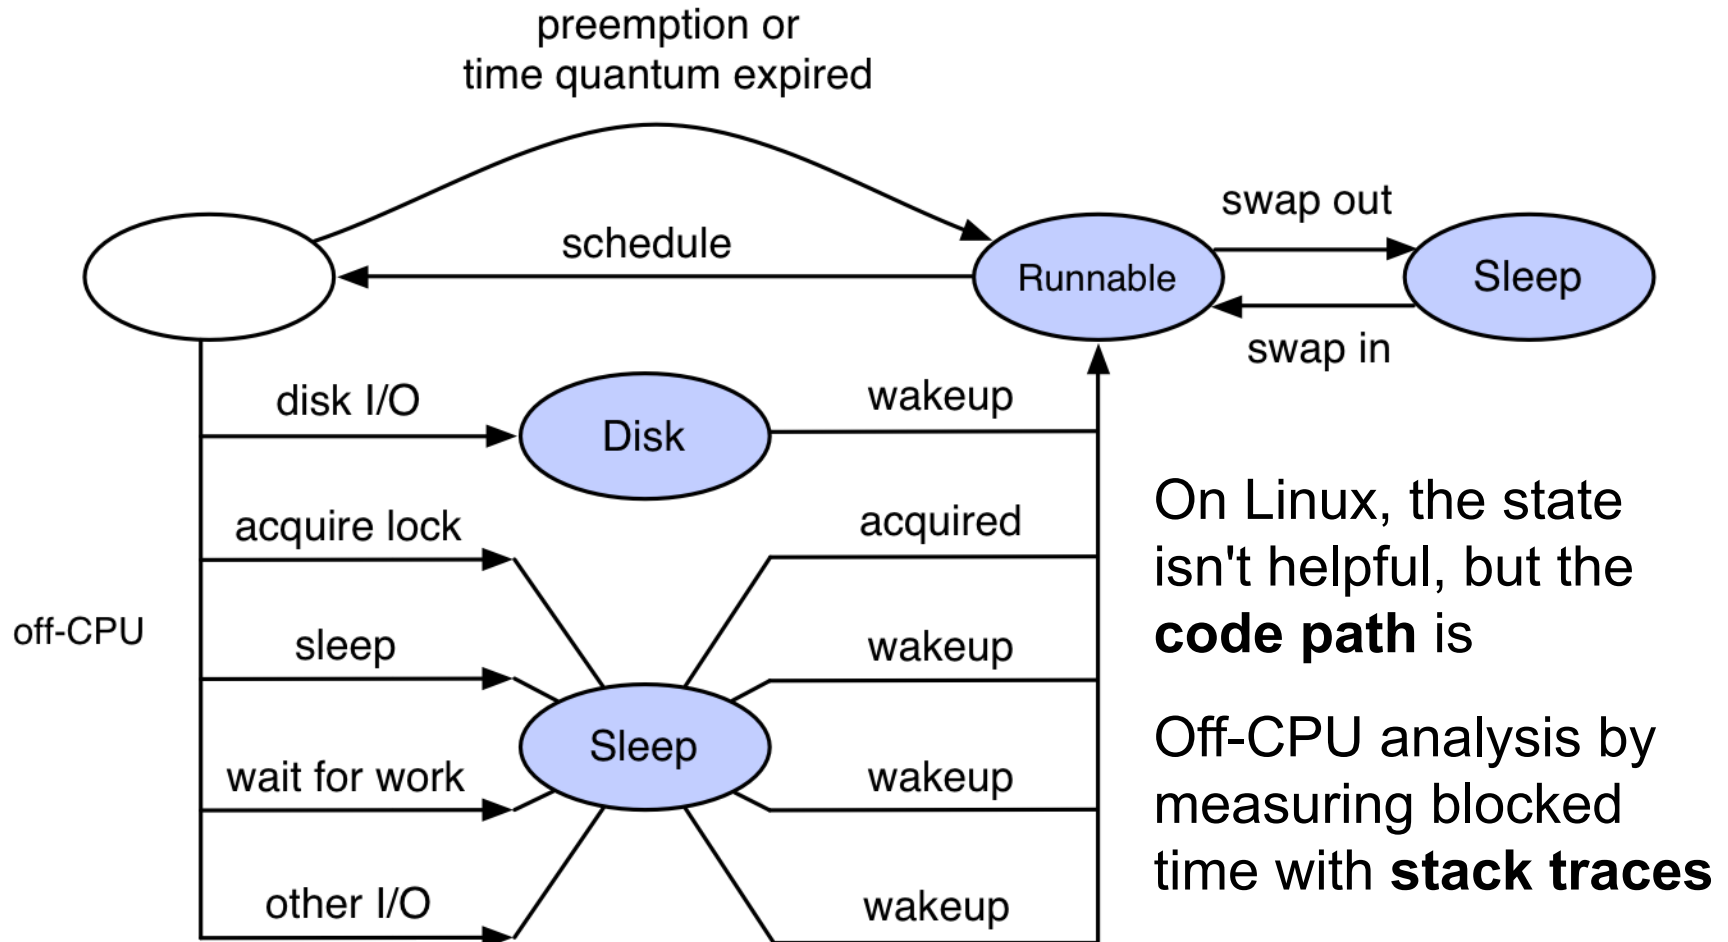 preemption or
time quantum expired
schedule
swap out
Runnable
Sleep
swap in
disk I/O
Disk
wakeup
acquire lock
acquired
off-CPU
sleep
wakeup
Sleep
wait for work
wakeup
other I/O
wakeup
On Linux, the state
isn't helpful, but the
code path is
Off-CPU analysis by
measuring blocked
time with stack traces